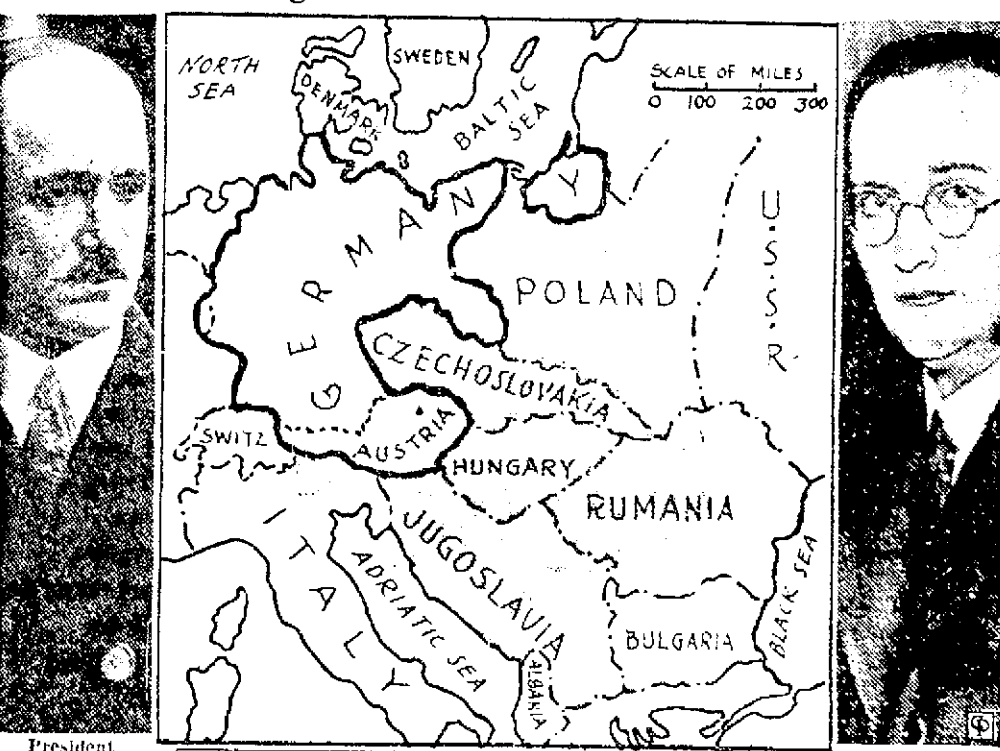 NORTH
SEA
SWEDEN
DENMARK
BALTIC
SEA
SCALE OF MILES
0 100 200 300
GERMANY
U.S.S.R.
POLAND
CZECHOSLOVAKIA
SWITZ
AUSTRIA
HUNGARY
RUMANIA
ITALY
JUGOSLAVIA
ADRIATIC SEA
ALBANIA
BULGARIA
BLACK SEA
President